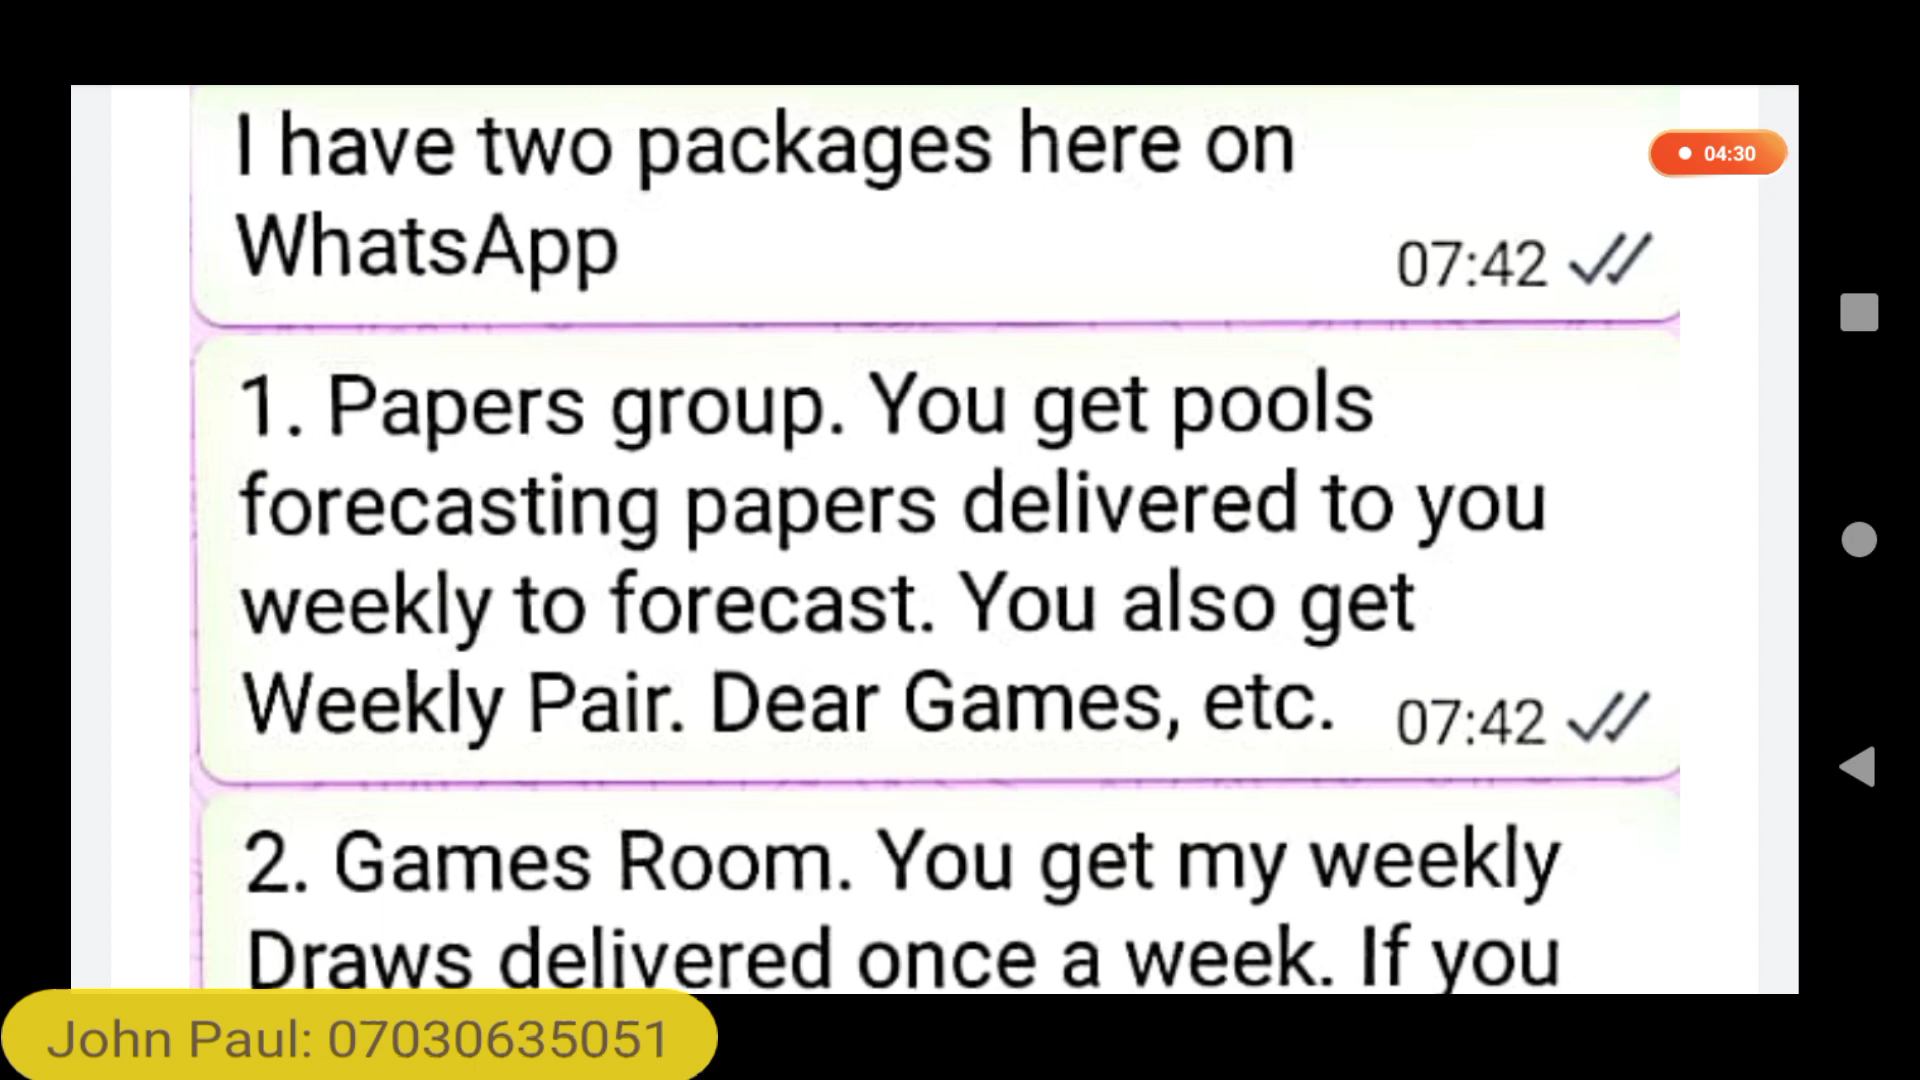 I have two packages here on
WhatsApp
07:42
04:30
1. Papers group. You get pools
forecasting papers delivered to you
weekly to forecast. You also get
Weekly Pair. Dear Games, etc.
07:42
2. Games Room. You get my weekly
Draws delivered once a week. If you
John Paul: 07030635051